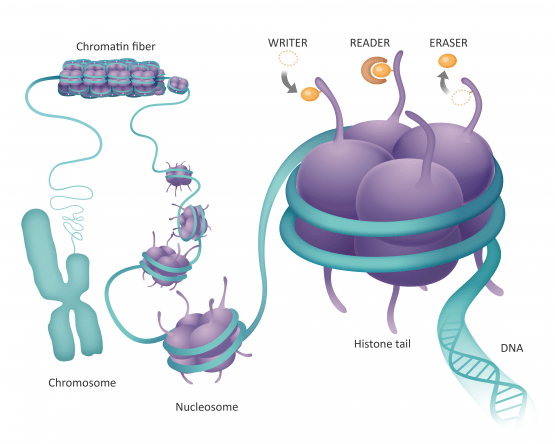 Chromatin fiber
WRITER
READER
ERASER
Histone tail
DNA
Chromosome
Nucleosome